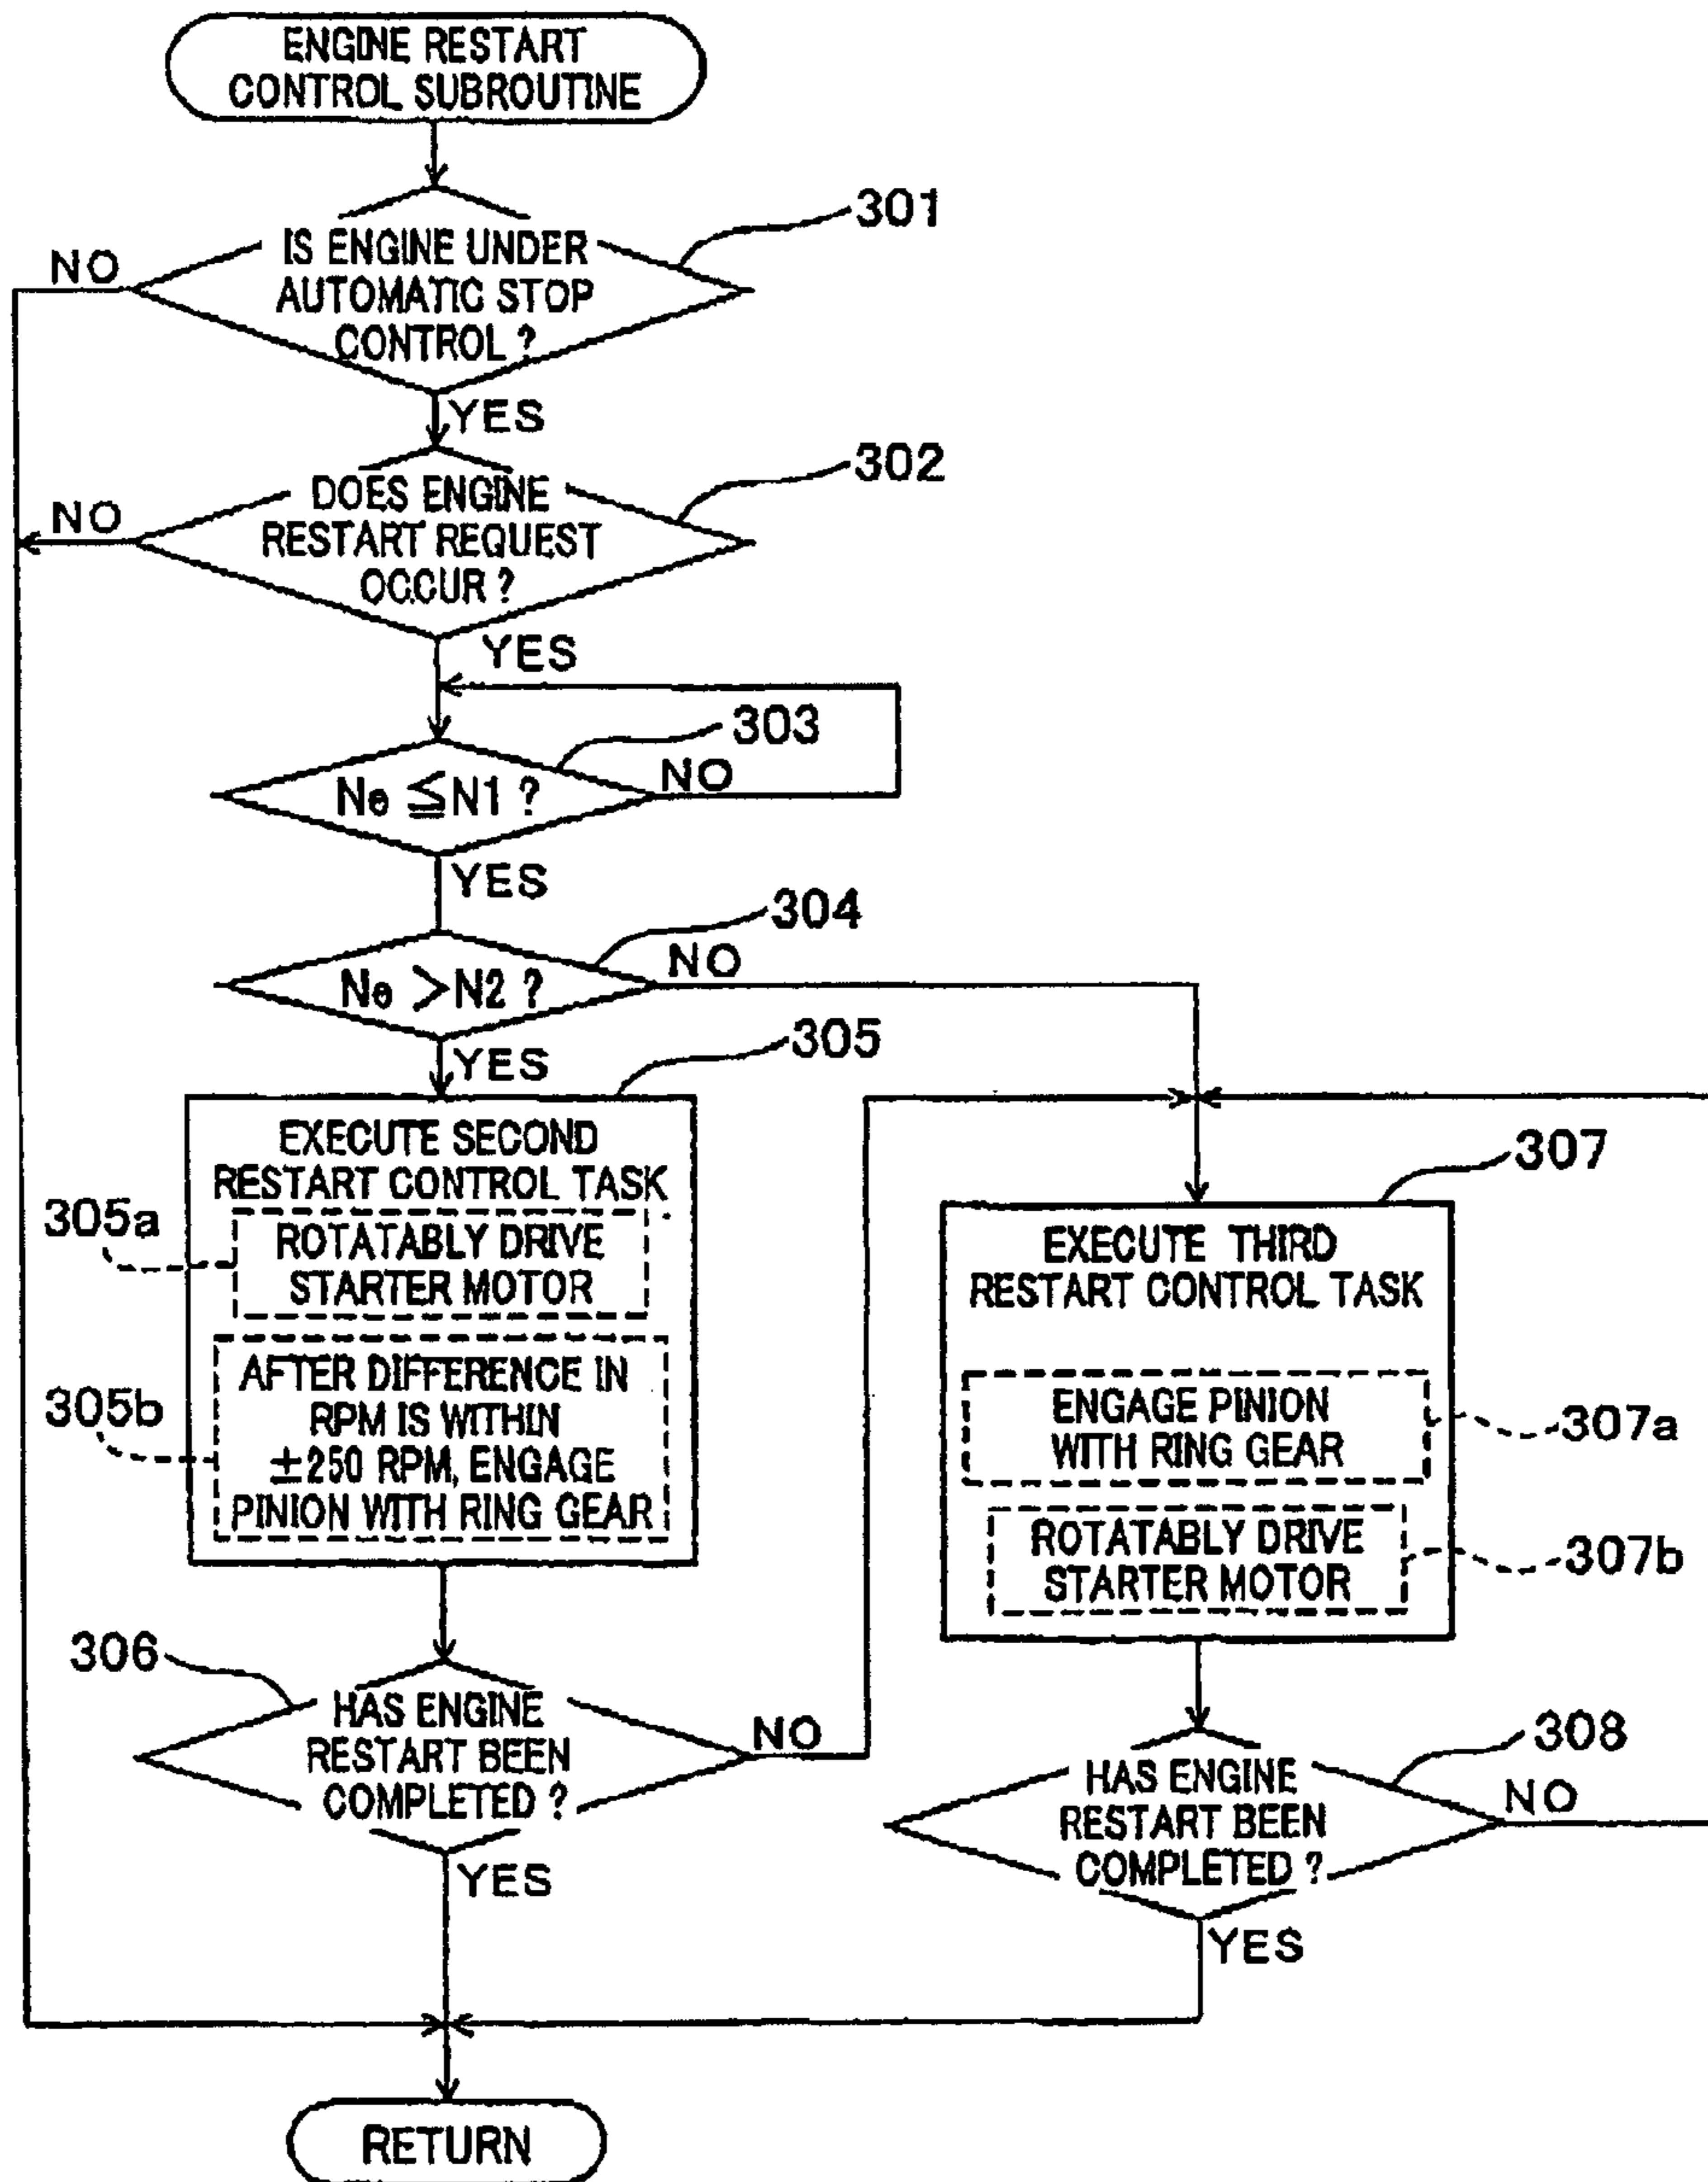 ENGINE RESTART
CONTROL SUBROUTINE
301
IS ENGINE UNDER
AUTOMATIC STOP
CONTROL ?
NO
YES
302
DOES ENGINE
RESTART REQUEST
OCCUR ?
NO
YES
303
Ne ≦ N1 ?
NO
YES
304
Ne > N2 ?
NO
YES
305
EXECUTE SECOND
RESTART CONTROL TASK
305a
ROTATABLY DRIVE
STARTER MOTOR
305b
AFTER DIFFERENCE IN
RPM IS WITHIN
±250 RPM, ENGAGE
PINION WITH RING GEAR
306
HAS ENGINE
RESTART BEEN
COMPLETED ?
NO
YES
307
EXECUTE THIRD
RESTART CONTROL TASK
ENGAGE PINION
WITH RING GEAR
307a
ROTATABLY DRIVE
STARTER MOTOR
307b
308
HAS ENGINE
RESTART BEEN
COMPLETED ?
NO
YES
RETURN